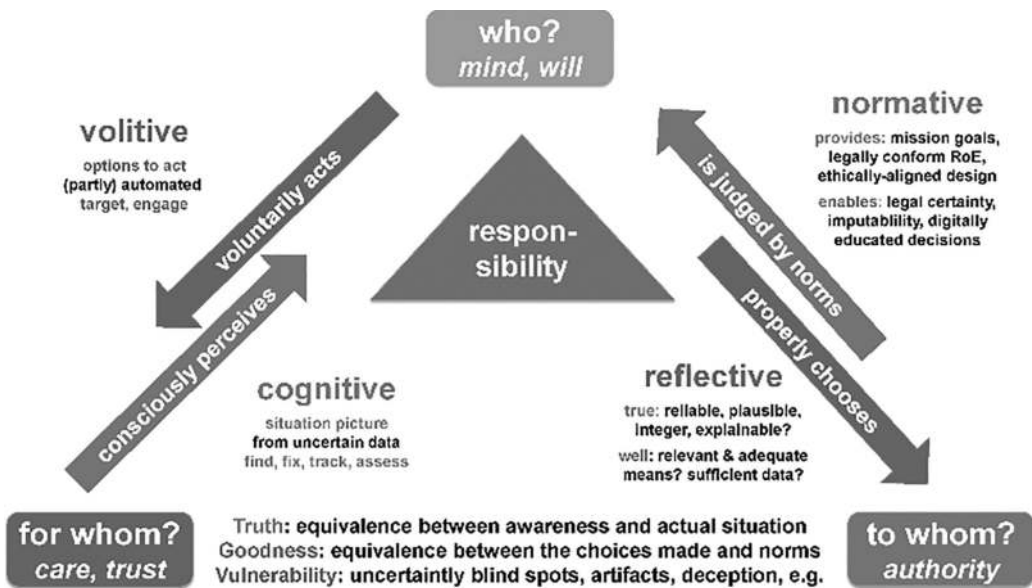 who?
mind, will
volitive
options to act
(partly) automated
target, engage
voluntarily acts
consciously perceives
cognitive
situation picture
from uncertain data
find, fix, track, assess
respon-
sibility
normative
provides: mission goals,
legally conform RoE,
ethically-aligned design
enables: legal certainty,
imputablility, digitally
educated decisions
is judged by norms
properly chooses
reflective
true: reliable, plausible,
integer, explainable?
well: relevant & adequate
means? sufficient data?
for whom?
care, trust
Truth: equivalence between awareness and actual situation
Goodness: equivalence between the choices made and norms
Vulnerability: uncertaintly blind spots, artifacts, deception, e.g.
to whom?
authority